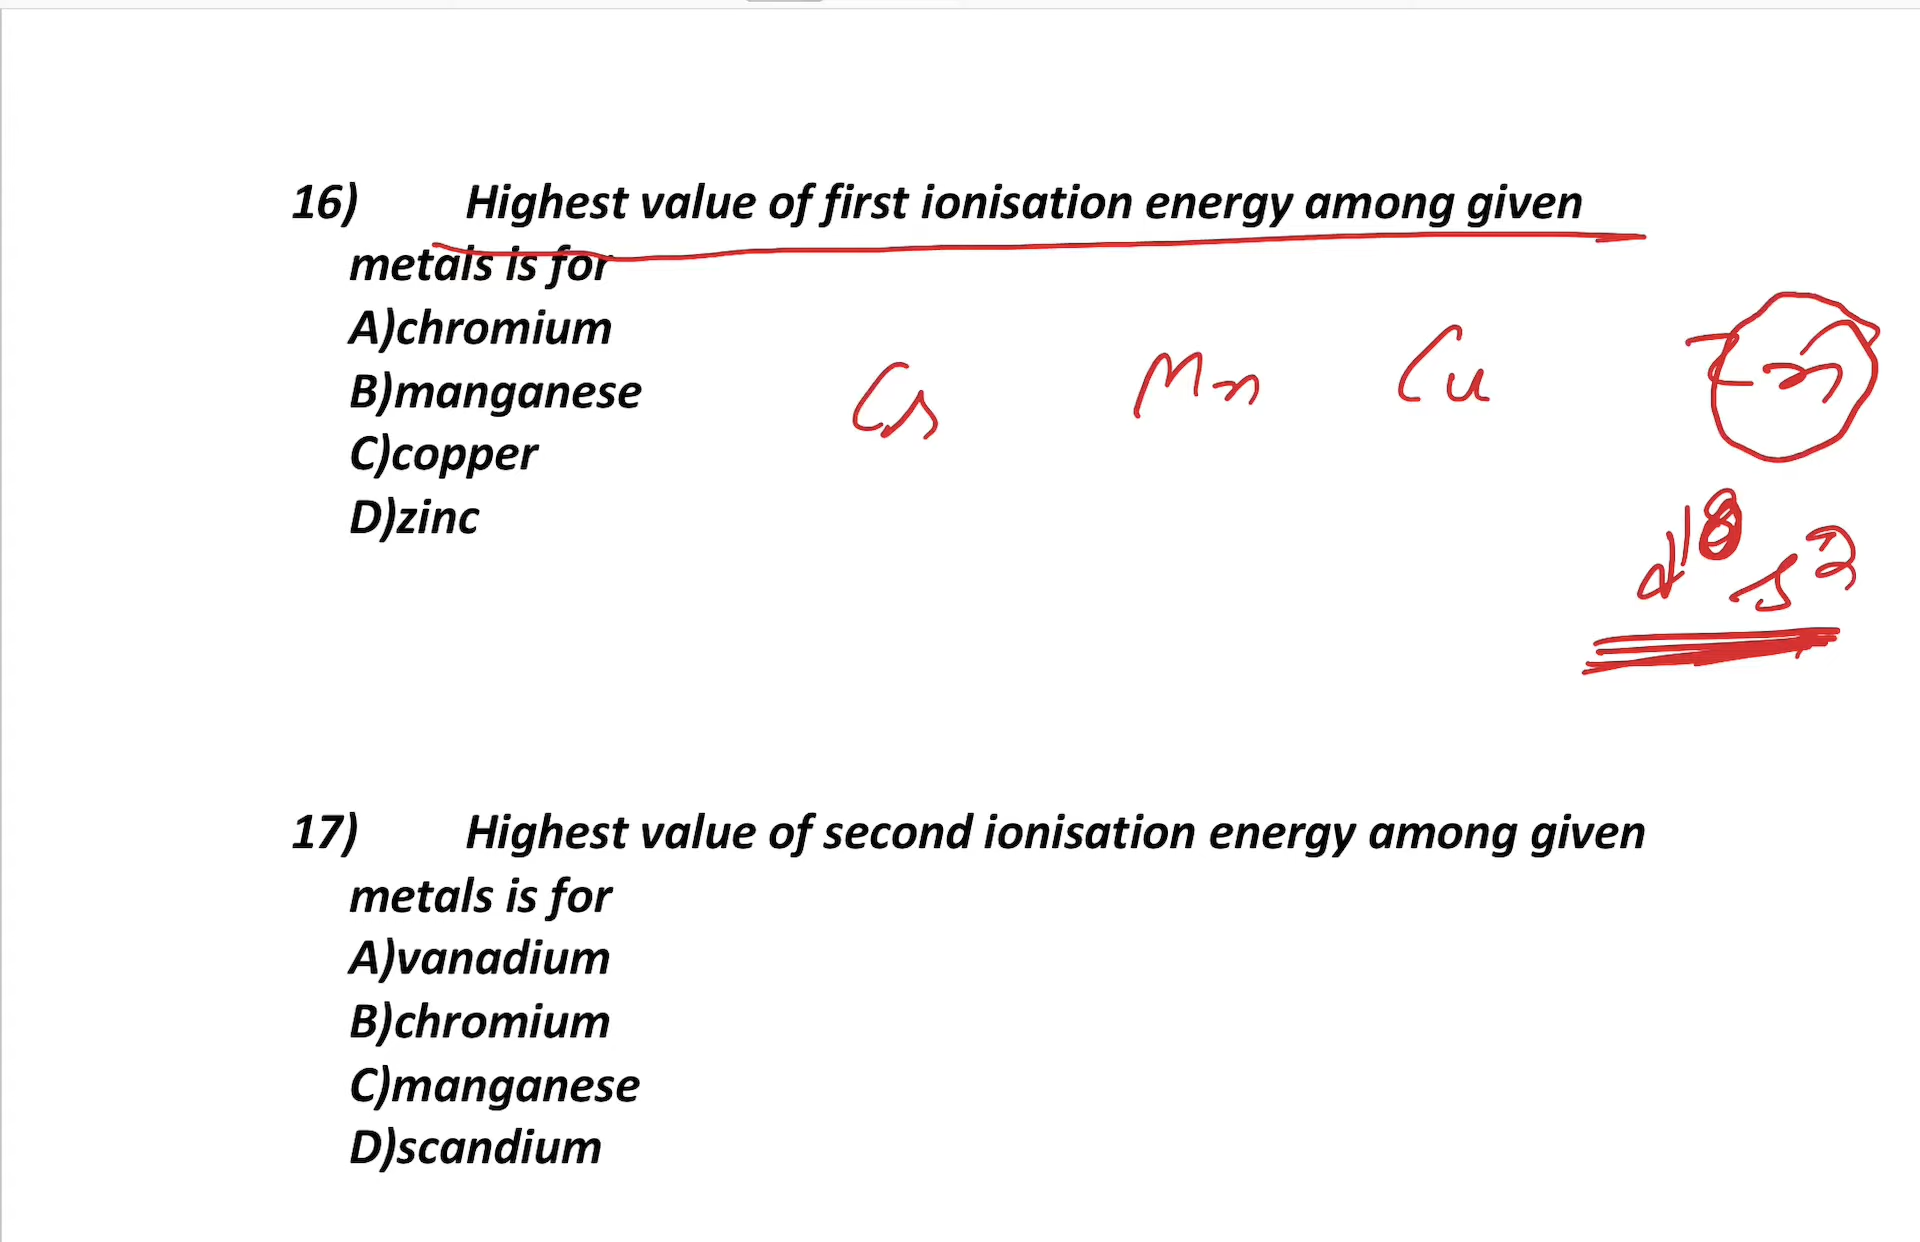 16) Highest value of first ionisation energy among given
metals is for
A)chromium
B)manganese
C)copper
D)zinc
Cr Mn Cu Zn
d10 s2
17) Highest value of second ionisation energy among given
metals is for
A)vanadium
B)chromium
C)manganese
D)scandium